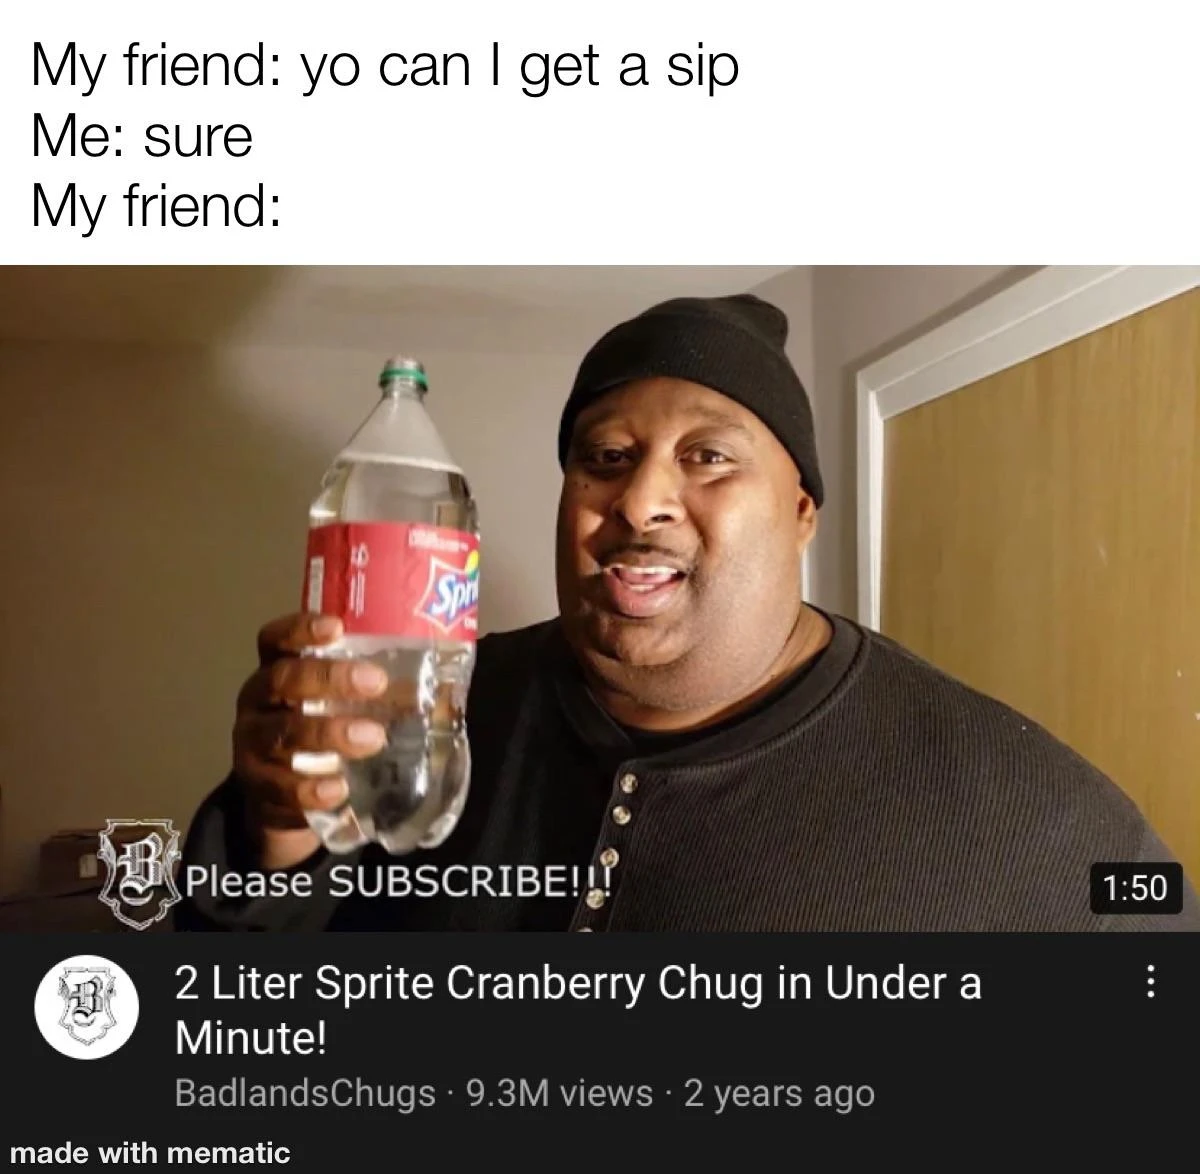 My friend: yo can I get a sip
Me: sure
My friend:
Spri
B
Please SUBSCRIBE!!!
1:50
B
2 Liter Sprite Cranberry Chug in Under a
Minute!
BadlandsChugs · 9.3M views · 2 years ago
made with mematic